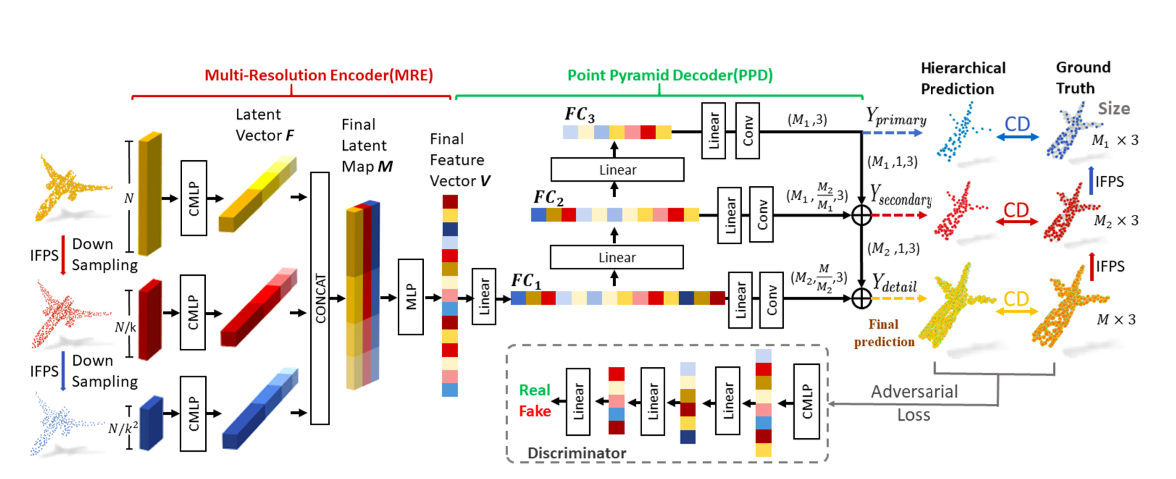 Multi-Resolution Encoder(MRE)
Point Pyramid Decoder(PPD)
Hierarchical
Prediction
Ground
Truth
Size
Latent
Vector F
Final
Latent
Map M
Final
Feature
Vector V
N
CMLP
IFPS
Down
Sampling
N/k
CMLP
IFPS
Down
Sampling
N/k²
CMLP
CONCAT
MLP
Linear
FC₃
Linear
Conv
(M₁ ,3)
Y_primary
CD
M₁ × 3
Linear
(M₁ ,1,3)
IFPS
FC₂
Linear
Conv
(M₁, M₂/M₁ ,3)
Y_secondary
CD
M₂ × 3
Linear
(M₂ ,1,3)
IFPS
FC₁
Linear
Conv
(M₂, M/M₂ ,3)
Y_detail
CD
M × 3
Final
prediction
Adversarial
Loss
Real
Fake
Linear
Linear
Linear
CMLP
Discriminator